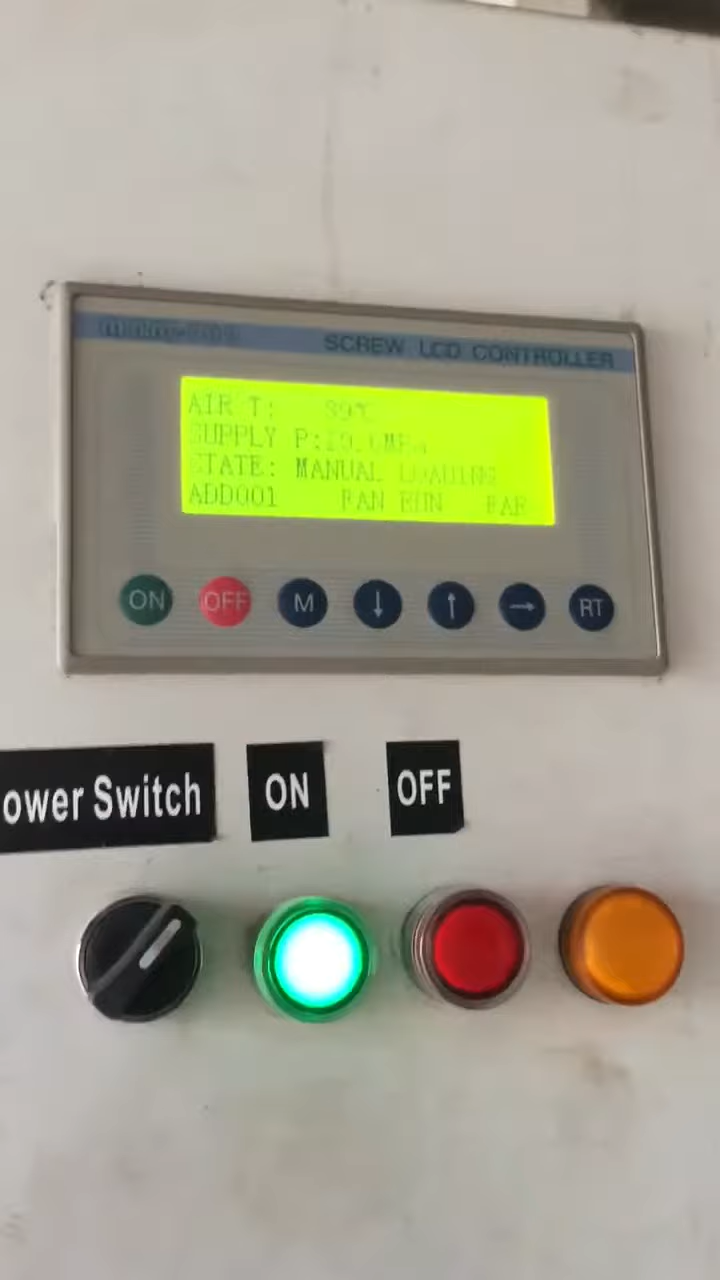 SCREW LCD CONTROLLER
AIR T: 89℃
SUPPLY P:
STATE: MANUAL LOADING
ADD001 FAN RUN FAR
ON OFF M ↓ ↑ → RT
ower Switch ON OFF